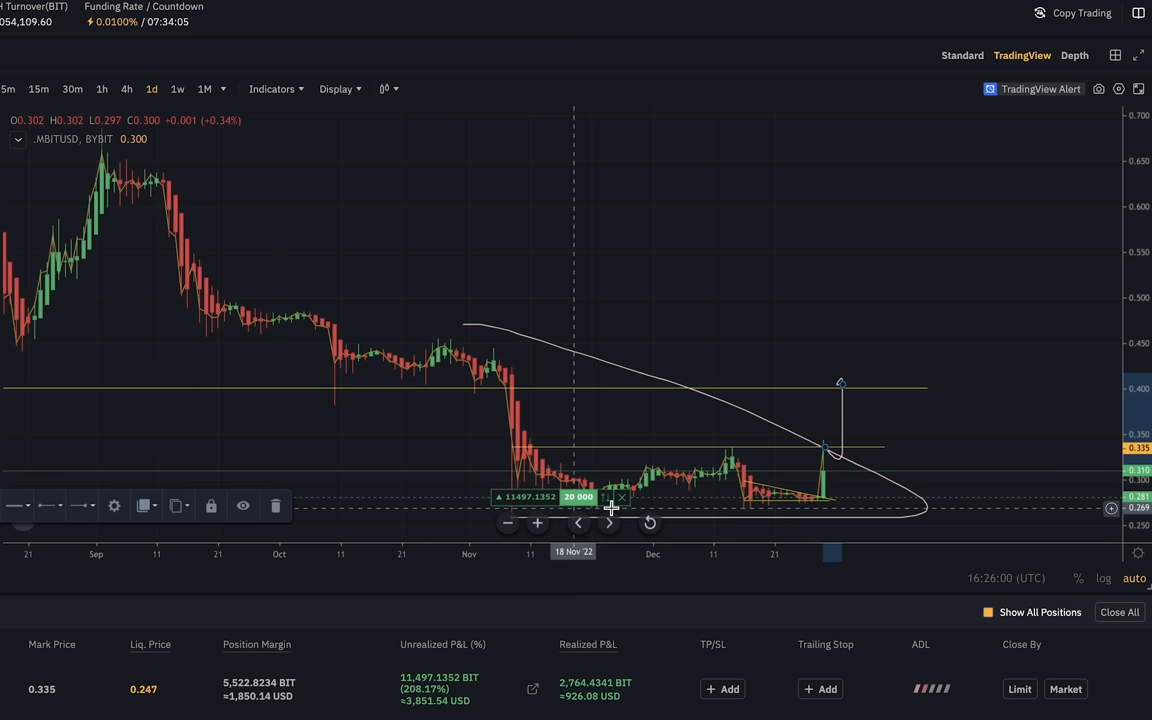 H Turnover(BIT) Funding Rate / Countdown
054,109.60 0.0100% / 07:34:05
Copy Trading
Standard TradingView Depth
5m 15m 30m 1h 4h 1d 1w 1M Indicators Display
TradingView Alert
O0.302 H0.302 L0.297 C0.300 +0.001 (+0.34%)
.MBITUSD, BYBIT 0.300
0.700
0.650
0.600
0.550
0.500
0.450
0.400
0.350
0.335
0.310
0.300
0.281
0.269
0.250
11497.1352 20 000
21 Sep 11 21 Oct 11 21 Nov 11 18 Nov '22 Dec 11 21
16:26:00 (UTC) % log auto
Show All Positions Close All
Mark Price Liq. Price Position Margin Unrealized P&L (%) Realized P&L TP/SL Trailing Stop ADL Close By
0.335 0.247 5,522.8234 BIT
≈1,850.14 USD
11,497.1352 BIT
(208.17%)
≈3,851.54 USD
2,764.4341 BIT
≈926.08 USD
+ Add + Add Limit Market